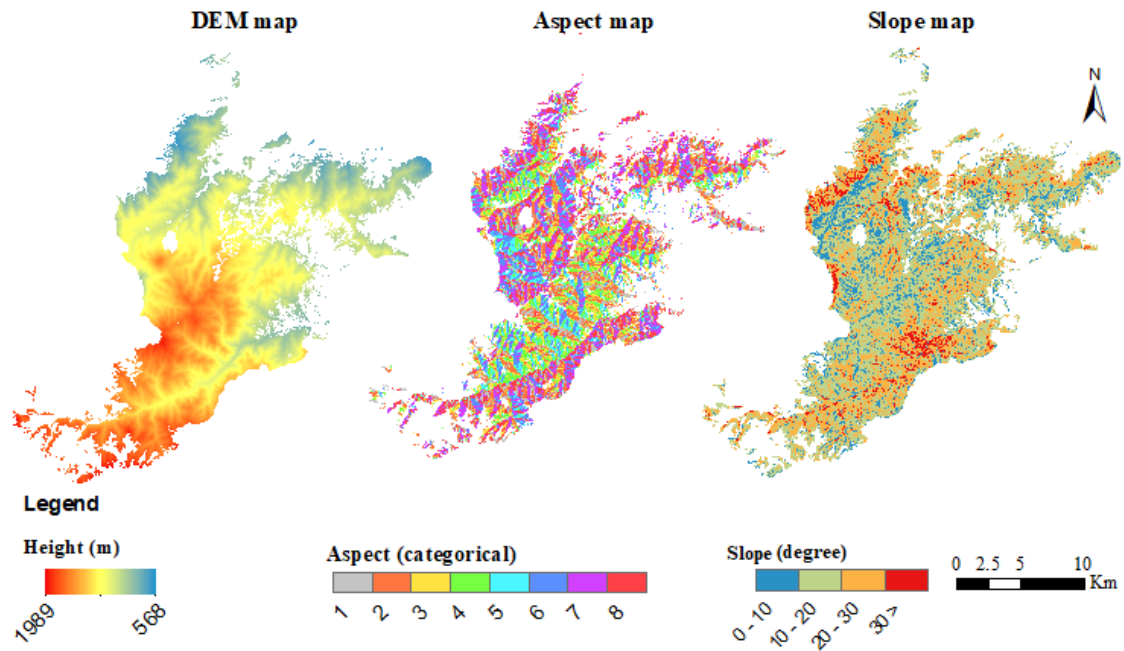 DEM map Aspect map Slope map
N
Legend
Height (m)
1989 568
Aspect (categorical)
1 2 3 4 5 6 7 8
Slope (degree)
0 - 10 10 - 20 20 - 30 30 >
0 2.5 5 10
Km